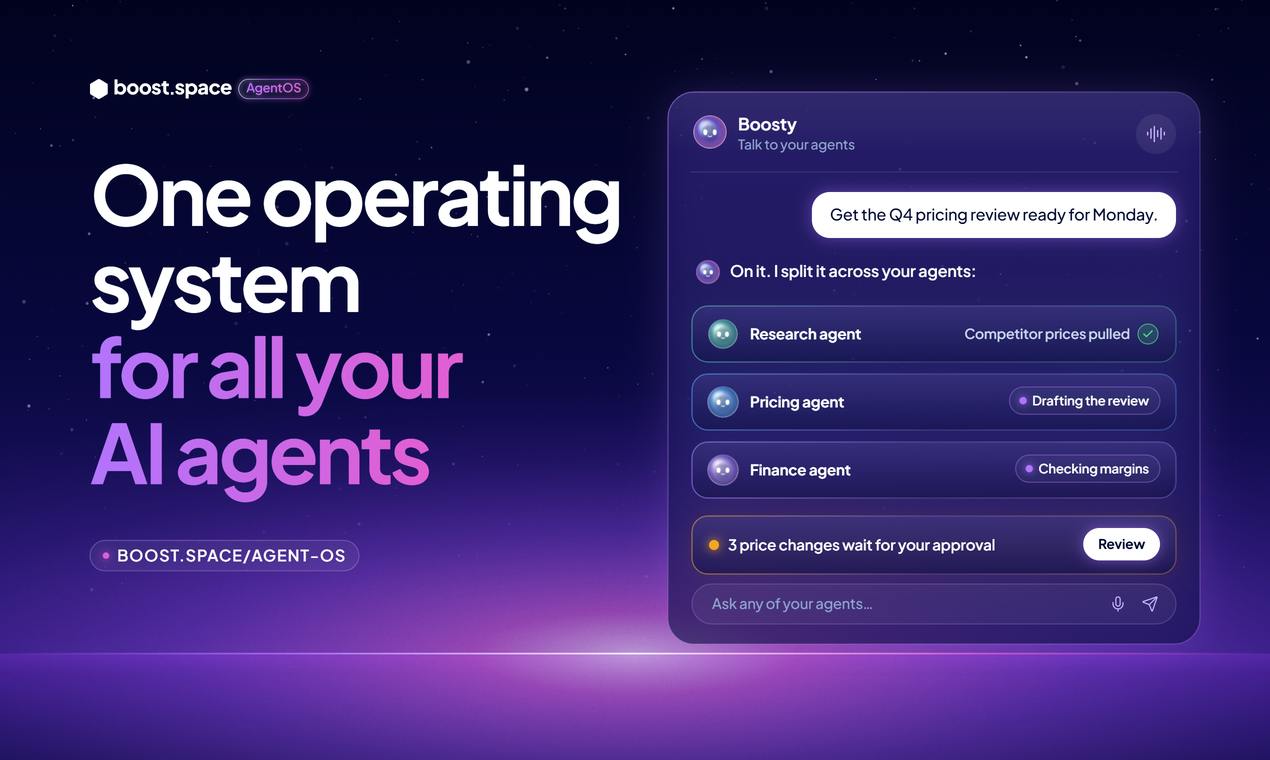 boost.space AgentOS
One operating
system
for all your
AI agents
BOOST.SPACE/AGENT-OS
Boosty
Talk to your agents
Get the Q4 pricing review ready for Monday.
On it. I split it across your agents:
Research agent Competitor prices pulled
Pricing agent Drafting the review
Finance agent Checking margins
3 price changes wait for your approval Review
Ask any of your agents...